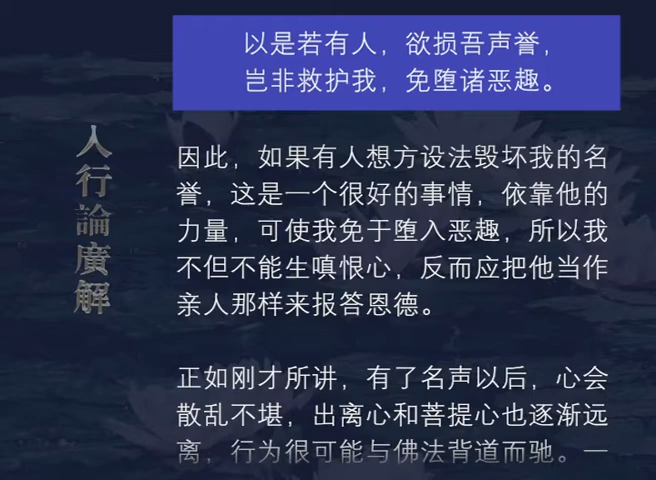 以是若有人，欲损吾声誉，
岂非救护我，免堕诸恶趣。
人行論廣解
因此，如果有人想方设法毁坏我的名
誉，这是一个很好的事情，依靠他的
力量，可使我免于堕入恶趣，所以我
不但不能生嗔恨心，反而应把他当作
亲人那样来报答恩德。
正如刚才所讲，有了名声以后，心会
散乱不堪，出离心和菩提心也逐渐远
离，行为很可能与佛法背道而驰。一